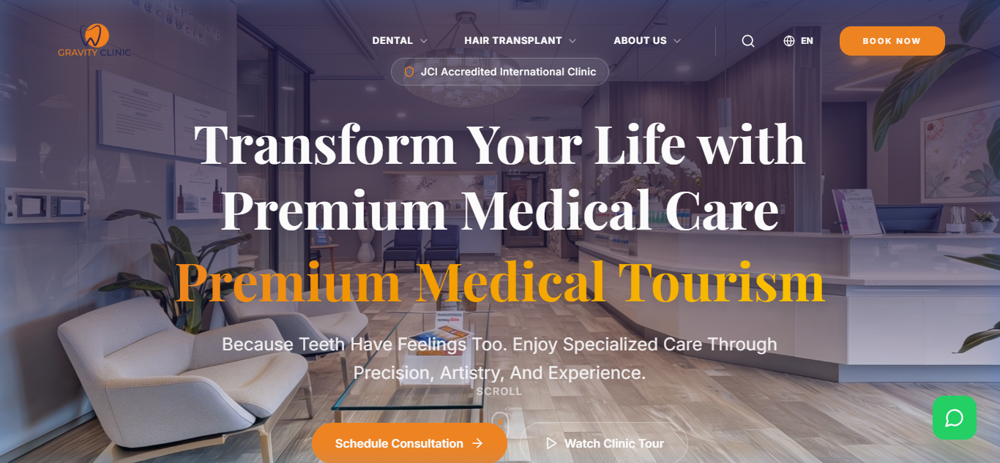 GRAVITY CLINIC
DENTAL
HAIR TRANSPLANT
ABOUT US
EN
BOOK NOW
JCI Accredited International Clinic
Transform Your Life with
Premium Medical Care
Premium Medical Tourism
Because Teeth Have Feelings Too. Enjoy Specialized Care Through
Precision, Artistry, And Experience.
SCROLL
Schedule Consultation
Watch Clinic Tour